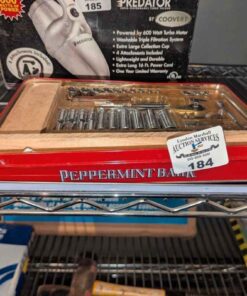 PREDATOR
BY COOVERT
185
• Powered by 600 Watt Turbo Motor
• Washable Triple Filtration System
• Extra Large Collection Cup
• 4 Attachments Included
• Lightweight and Durable
• Extra Long 16 Ft. Power Cord
• One Year Limited Warranty
AUCTION SERVICES
184
PEPPERMINT BARK